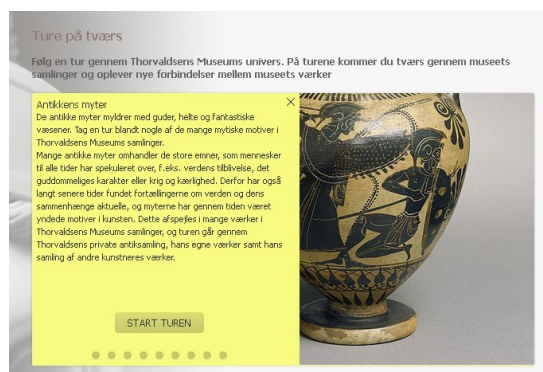 Ture på tværs
Følg en tur gennem Thorvaldsens Museums univers. På turene kommer du tværs gennem museets
samlinger og oplever nye forbindelser mellem museets værker
Antikkens myter
De antikke myter myldrer med guder, helte og fantastiske
væsener. Tag en tur blandt nogle af de mange mytiske motiver i
Thorvaldsens Museums samlinger.
Mange antikke myter omhandler de store emner, som mennesker
til alle tider har spekuleret over, f.eks. verdens tilblivelse, det
guddommeliges karakter eller krig og kærlighed. Derfor har også
langt senere tider fundet fortællingerne om verden og dens
sammenhænge aktuelle, og myterne har gennem tiden været
yndede motiver i kunsten. Dette afspejles i mange værker i
Thorvaldsens Museums samlinger, og turen går gennem
Thorvaldsens private antiksamling, hans egne værker samt hans
samling af andre kunstneres værker.
START TUREN